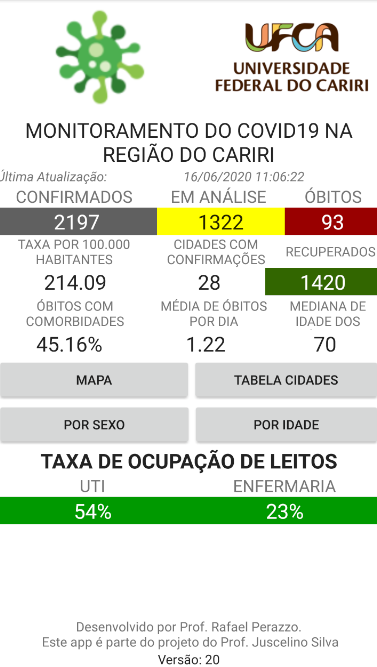 UFCA
UNIVERSIDADE
FEDERAL DO CARIRI
MONITORAMENTO DO COVID19 NA
REGIÃO DO CARIRI
Última Atualização: 16/06/2020 11:06:22
CONFIRMADOS EM ANÁLISE ÓBITOS
2197 1322 93
TAXA POR 100.000
HABITANTES
CIDADES COM
CONFIRMAÇÕES
RECUPERADOS
214.09 28 1420
ÓBITOS COM
COMORBIDADES
MÉDIA DE ÓBITOS
POR DIA
MEDIANA DE
IDADE DOS
45.16% 1.22 70
MAPA TABELA CIDADES
POR SEXO POR IDADE
TAXA DE OCUPAÇÃO DE LEITOS
UTI ENFERMARIA
54% 23%
Desenvolvido por Prof. Rafael Perazzo.
Este app é parte do projeto do Prof. Juscelino Silva
Versão: 20